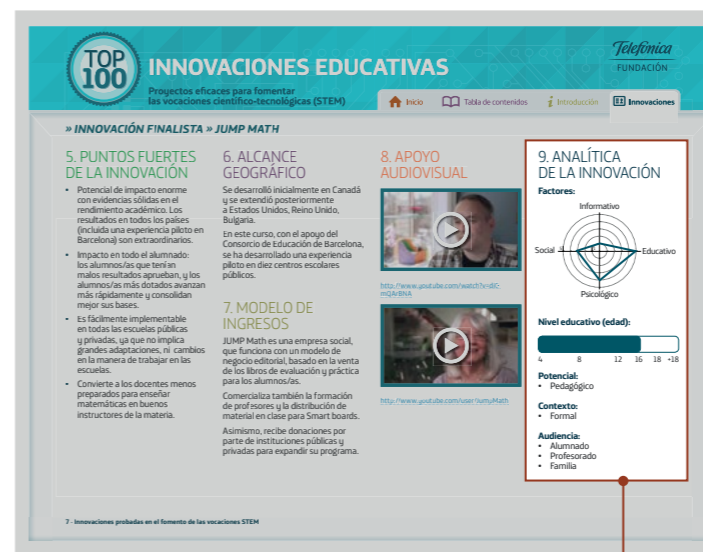 TOP
100
INNOVACIONES EDUCATIVAS
Proyectos eficaces para fomentar
las vocaciones científico-tecnológicas (STEM)
Telefónica
FUNDACIÓN
Inicio
Tabla de contenidos
Introducción
Innovaciones
» INNOVACIÓN FINALISTA » JUMP MATH
5. PUNTOS FUERTES
DE LA INNOVACIÓN
• Potencial de impacto enorme
con evidencias sólidas en el
rendimiento académico. Los
resultados en todos los países
(incluida una experiencia piloto en
Barcelona) son extraordinarios.
• Impacto en todo el alumnado:
los alumnos/as que tenían
malos resultados aprueban, y los
alumnos/as más dotados avanzan
más rápidamente y consolidan
mejor sus bases.
• Es fácilmente implementable
en todas las escuelas públicas
y privadas, ya que no implica
grandes adaptaciones, ni cambios
en la manera de trabajar en las
escuelas.
• Convierte a los docentes menos
preparados para enseñar
matemáticas en buenos
instructores de la materia.
6. ALCANCE
GEOGRÁFICO
Se desarrolló inicialmente en Canadá
y se extendió posteriormente
a Estados Unidos, Reino Unido,
Bulgaria.
En este curso, con el apoyo del
Consorcio de Educación de Barcelona,
se ha desarrollado una experiencia
piloto en diez centros escolares
públicos.
7. MODELO DE
INGRESOS
JUMP Math es una empresa social,
que funciona con un modelo de
negocio editorial, basado en la venta
de los libros de evaluación y práctica
para los alumnos/as.
Comercializa también la formación
de profesores y la distribución de
material en clase para Smart boards.
Asimismo, recibe donaciones por
parte de instituciones públicas y
privadas para expandir su programa.
8. APOYO
AUDIOVISUAL
9. ANALÍTICA
DE LA INNOVACIÓN
Factores:
Informativo
Social
Educativo
Psicológico
Nivel educativo (edad):
4 8 12 16 18 +18
Potencial:
• Pedagógico
Contexto:
• Formal
Audiencia:
• Alumnado
• Profesorado
• Familia
7 - Innovaciones probadas en el fomento de las vocaciones STEM